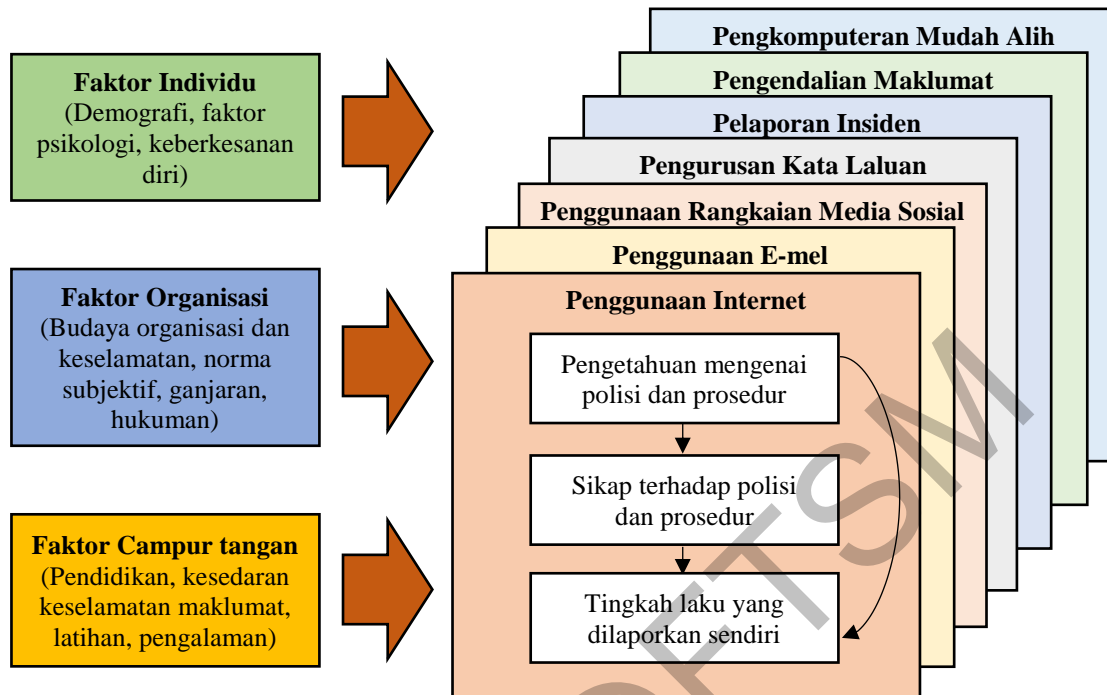 Faktor Individu
(Demografi, faktor
psikologi, keberkesanan
diri)
Faktor Organisasi
(Budaya organisasi dan
keselamatan, norma
subjektif, ganjaran,
hukuman)
Faktor Campur tangan
(Pendidikan, kesedaran
keselamatan maklumat,
latihan, pengalaman)
Pengkomputeran Mudah Alih
Pengendalian Maklumat
Pelaporan Insiden
Pengurusan Kata Laluan
Penggunaan Rangkaian Media Sosial
Penggunaan E-mel
Penggunaan Internet
Pengetahuan mengenai
polisi dan prosedur
Sikap terhadap polisi
dan prosedur
Tingkah laku yang
dilaporkan sendiri
FTSM